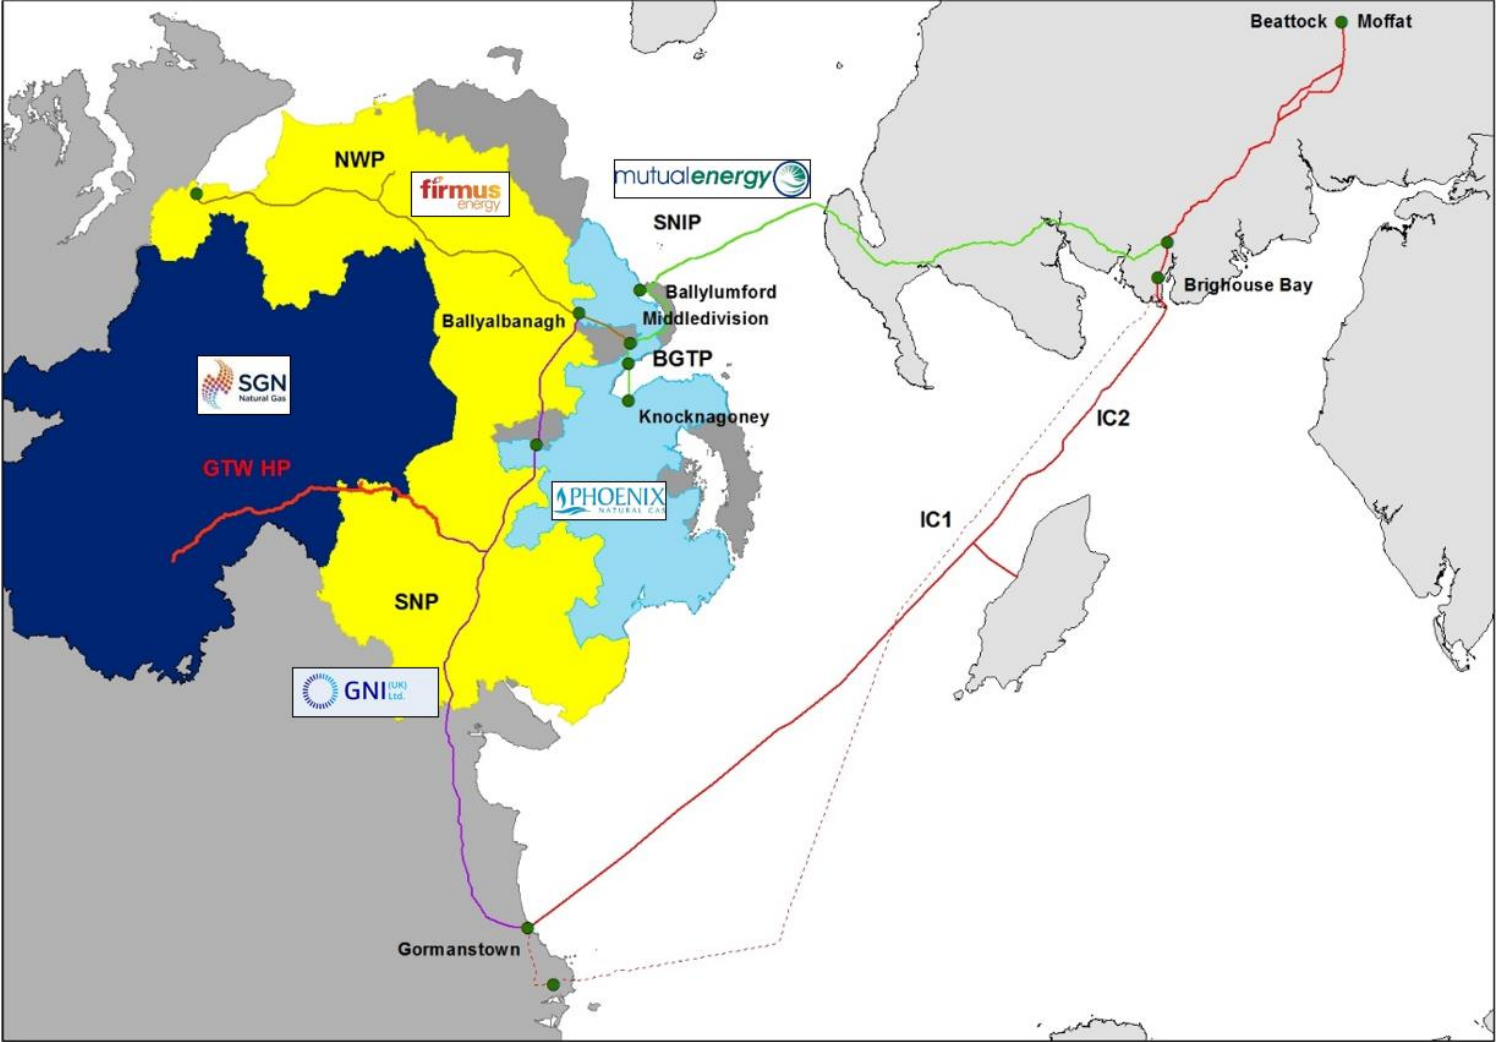 Beattock Moffat
NWP
firmus
energy
mutualenergy
SNIP
Ballylumford
Brighouse Bay
Middledivision
Ballyalbanagh
BGTP
SGN
Natural Gas
Knocknagoney
IC2
GTW HP
PHOENIX
NATURAL GAS
IC1
SNP
GNI (UK)
Ltd.
Gormanstown